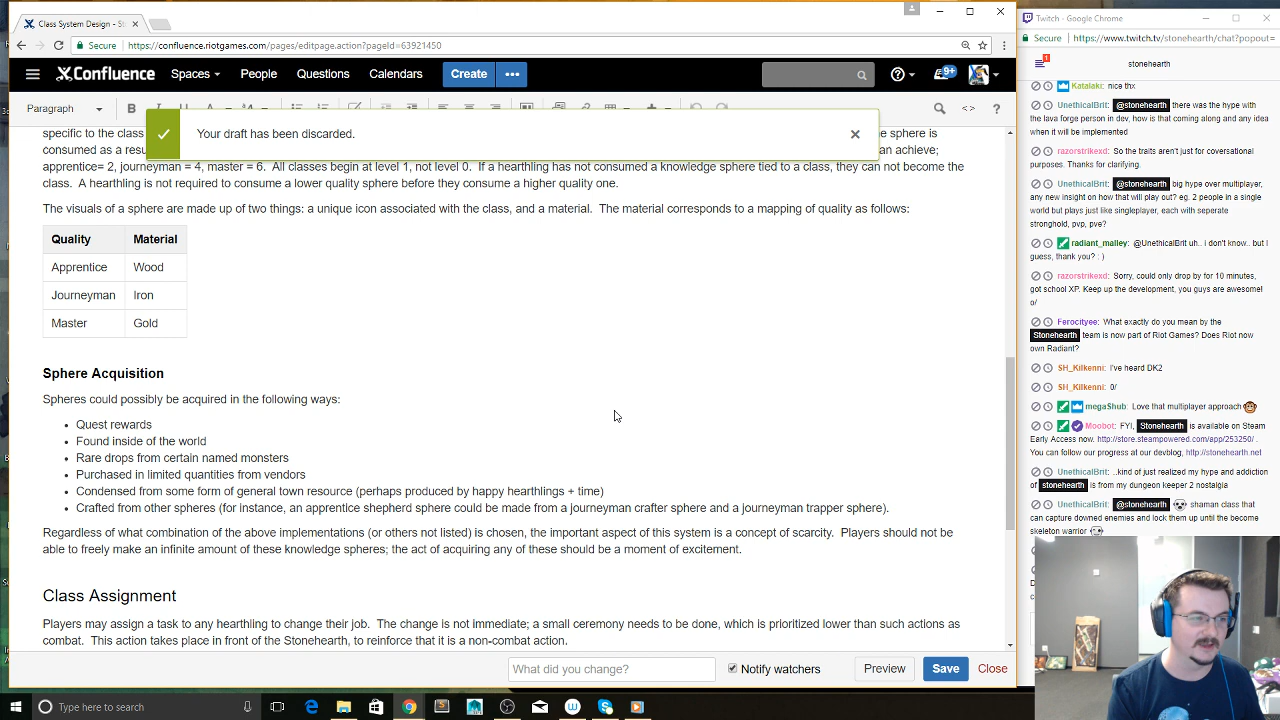 Class System Design - St
Secure
https://confluence.riotgames.com/pages/editp
geId=63921450
Confluence
Spaces
People
Questions
Calendars
Create
9+
Paragraph
B
Your draft has been discarded.
specific to the class
e sphere is
consumed as a resu
an achieve;
apprentice= 2, journeyman = 4, master = 6. All classes begin at level 1, not level 0. If a hearthling has not consumed a knowledge sphere tied to a class, they can not become the
class. A hearthling is not required to consume a lower quality sphere before they consume a higher quality one.
The visuals of a sphere are made up of two things: a unique icon associated with the class, and a material. The material corresponds to a mapping of quality as follows:
Quality Material
Apprentice Wood
Journeyman Iron
Master Gold
Sphere Acquisition
Spheres could possibly be acquired in the following ways:
• Quest rewards
• Found inside of the world
• Rare drops from certain named monsters
• Purchased in limited quantities from vendors
• Condensed from some form of general town resource (perhaps produced by happy hearthlings + time)
• Crafted from other spheres (for instance, an apprentice
sphere
made from a journeyman crafter sphere and a journeyman trapper sphere).
Regardless of what combination of the above implementations (or others not listed) is chosen, the important aspect of this system is a concept of scarcity. Players should not be
able to freely make an infinite amount of these knowledge spheres; the act of acquiring any of these should be a moment of excitement.
Class Assignment
Players may assign a task to any hearthling to change their job. The change is not immediate; a small ceremony needs to be done, which is prioritized lower than such actions as
combat. This action takes place in front of the Stonehearth, to reinforce that it is a non-combat action.
What did you change?
Notify watchers
Preview
Save
Close
Type here to search
Twitch - Google Chrome
Secure
https://www.twitch.tv/stonehearth/chat?popout=
stonehearth
Katalaki: nice thx
UnethicalBrit: @stonehearth there was the hype with
the lava forge person in dev, how is that coming along and any idea
when it will be implemented
razorstrikexd: So the traits aren't just for coversational
purposes. Thanks for clarifying.
UnethicalBrit: @stonehearth big hype over multiplayer,
any new insight on how that will play out? eg. 2 people in a single
world but plays just like singleplayer, each with seperate
stronghold, pvp, pve?
radiant_malley: @UnethicalBrit uh.. i don't know.. but I
guess, thank you? : )
razorstrikexd: Sorry, could only drop by for 10 minutes,
got school XP. Keep up the development, you guys are awesome!
o/
Ferocityee: What exactly do you mean by the
Stonehearth team is now part of Riot Games? Does Riot now
own Radiant?
SH_Kilkenni: I've heard DK2
SH_Kilkenni: 0/
megaShub: Love that multiplayer approach
Moobot: FYI, Stonehearth is available on Steam
Early Access now. http://store.steampowered.com/app/253250/ .
You can follow our progress at our devblog, http://stonehearth.net
UnethicalBrit: ..kind of just realized my hype and addiction
of stonehearth is from my dungeon keeper 2 nostalgia
UnethicalBrit: @stonehearth shaman class that
can capture downed enemies and lock them up until the become
skeleton warrior